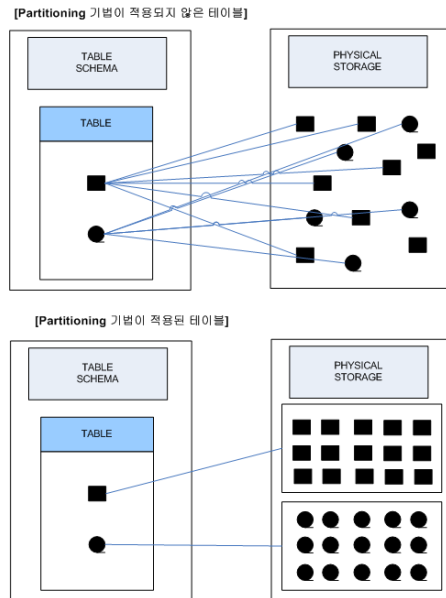 [Partitioning 기법이 적용되지 않은 테이블]
TABLE
SCHEMA
PHYSICAL
STORAGE
TABLE
[Partitioning 기법이 적용된 테이블]
TABLE
SCHEMA
PHYSICAL
STORAGE
TABLE